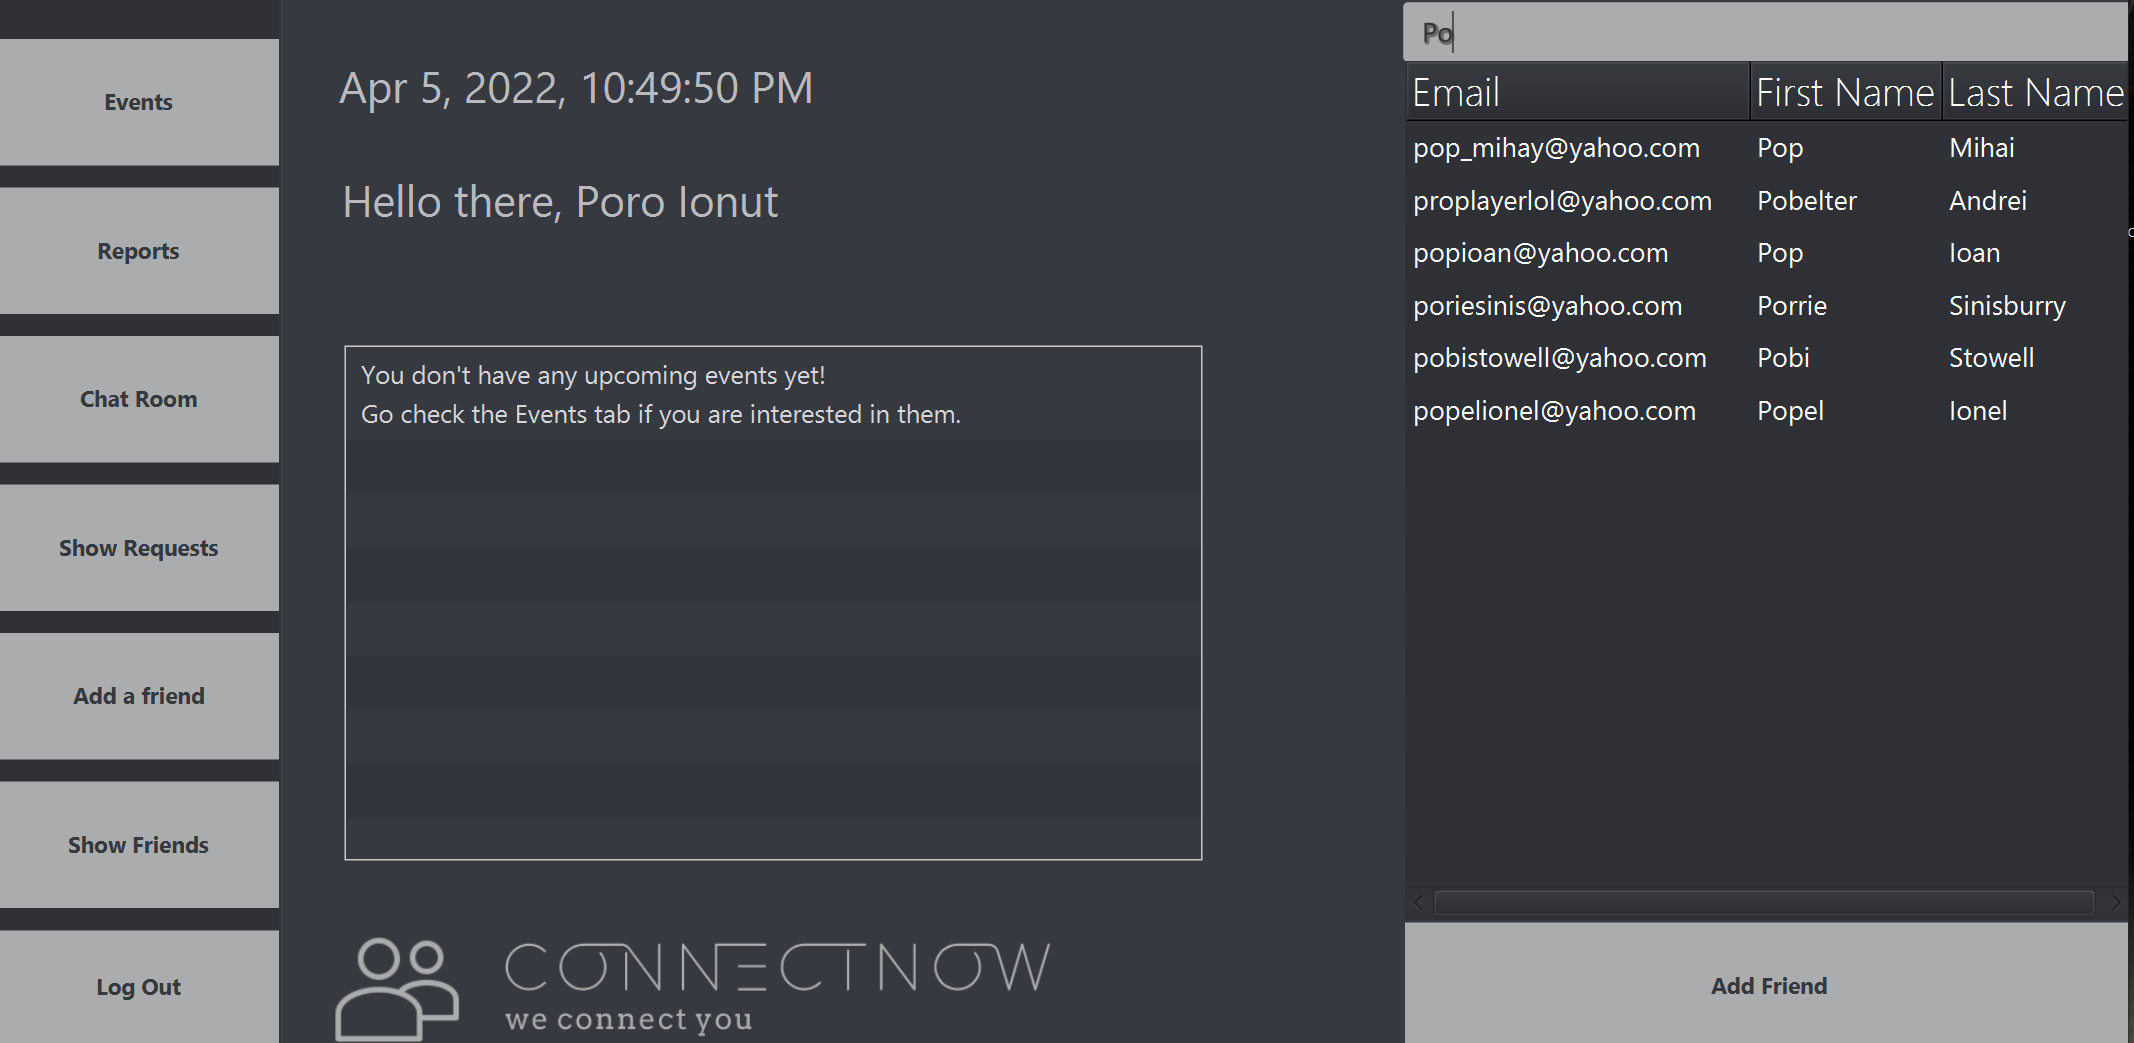 Events
Reports
Chat Room
Show Requests
Add a friend
Show Friends
Log Out
Apr 5, 2022, 10:49:50 PM
Hello there, Poro Ionut
You don't have any upcoming events yet!
Go check the Events tab if you are interested in them.
CONNECTNOW
we connect you
Po
Email First Name Last Name
pop_mihay@yahoo.com Pop Mihai
proplayerlol@yahoo.com Pobelter Andrei
popioan@yahoo.com Pop Ioan
poriesinis@yahoo.com Porrie Sinisburry
pobistowell@yahoo.com Pobi Stowell
popelionel@yahoo.com Popel Ionel
Add Friend